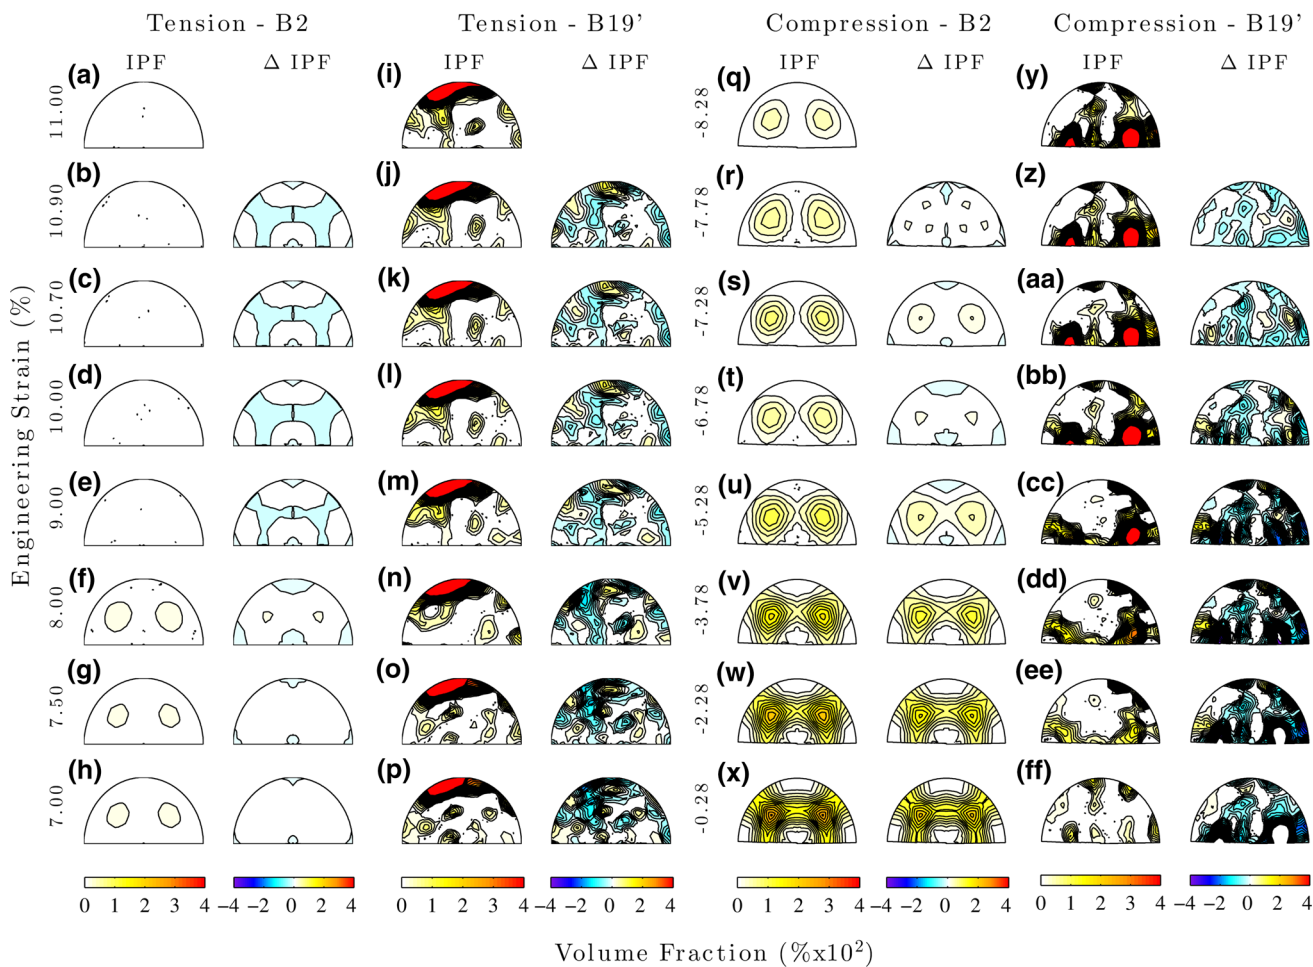 Tension - B2 Tension - B19’ Compression - B2 Compression - B19’
IPF Δ IPF IPF Δ IPF IPF Δ IPF IPF Δ IPF
Engineering Strain (%)
11.00 (a) (i) -8.28 (q) (y)
10.90 (b) (j) -7.78 (r) (z)
10.70 (c) (k) -7.28 (s) (aa)
10.00 (d) (l) -6.78 (t) (bb)
9.00 (e) (m) -5.28 (u) (cc)
8.00 (f) (n) -3.78 (v) (dd)
7.50 (g) (o) -2.28 (w) (ee)
7.00 (h) (p) -0.28 (x) (ff)
0 1 2 3 4 −4 −2 0 2 4 0 1 2 3 4 −4 −2 0 2 4 0 1 2 3 4 −4 −2 0 2 4 0 1 2 3 4 −4 −2 0 2 4
Volume Fraction (%x10²)